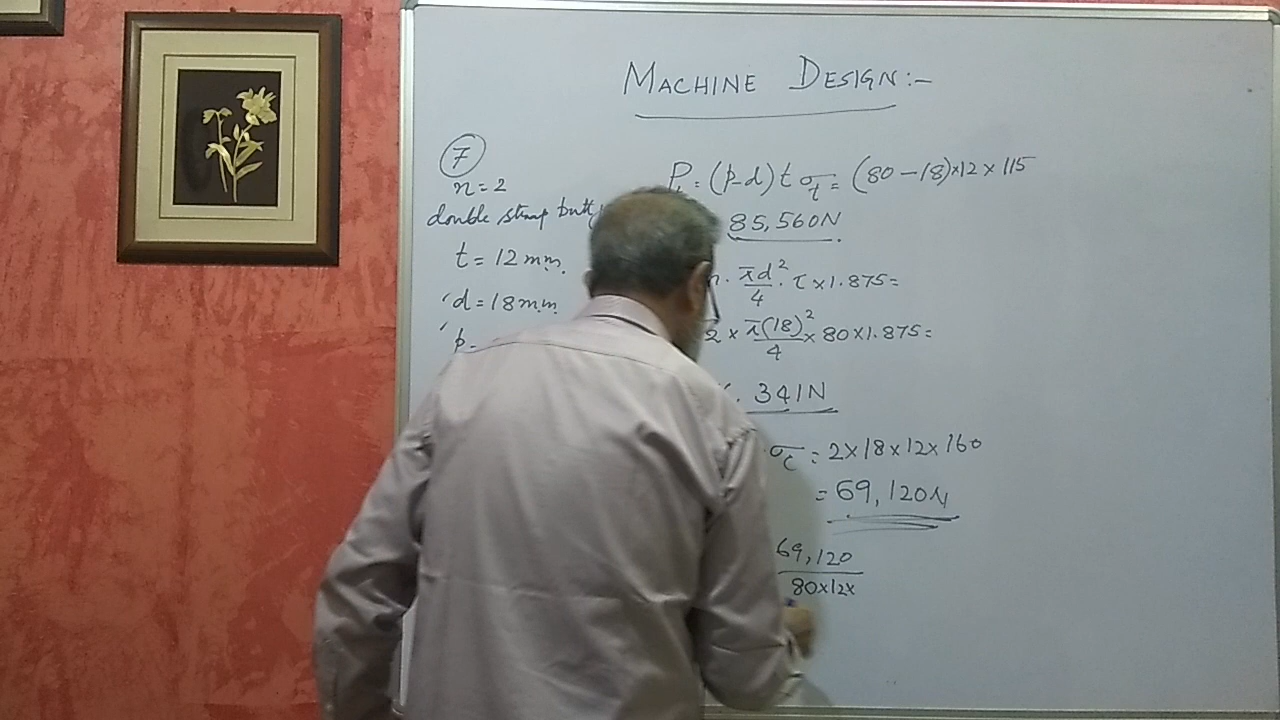 MACHINE DESIGN:-
7
n=2
double strap butt
t = 12 mm.
d = 18 mm
p =
Pt = (p-d) t σt = (80-18)×12×115
85,560N
n. πd²/4 . τ × 1.875 =
2 × π(18)²/4 × 80 × 1.875 =
. 341N
σc = 2×18×12×160
= 69,120N
69,120
80×12×